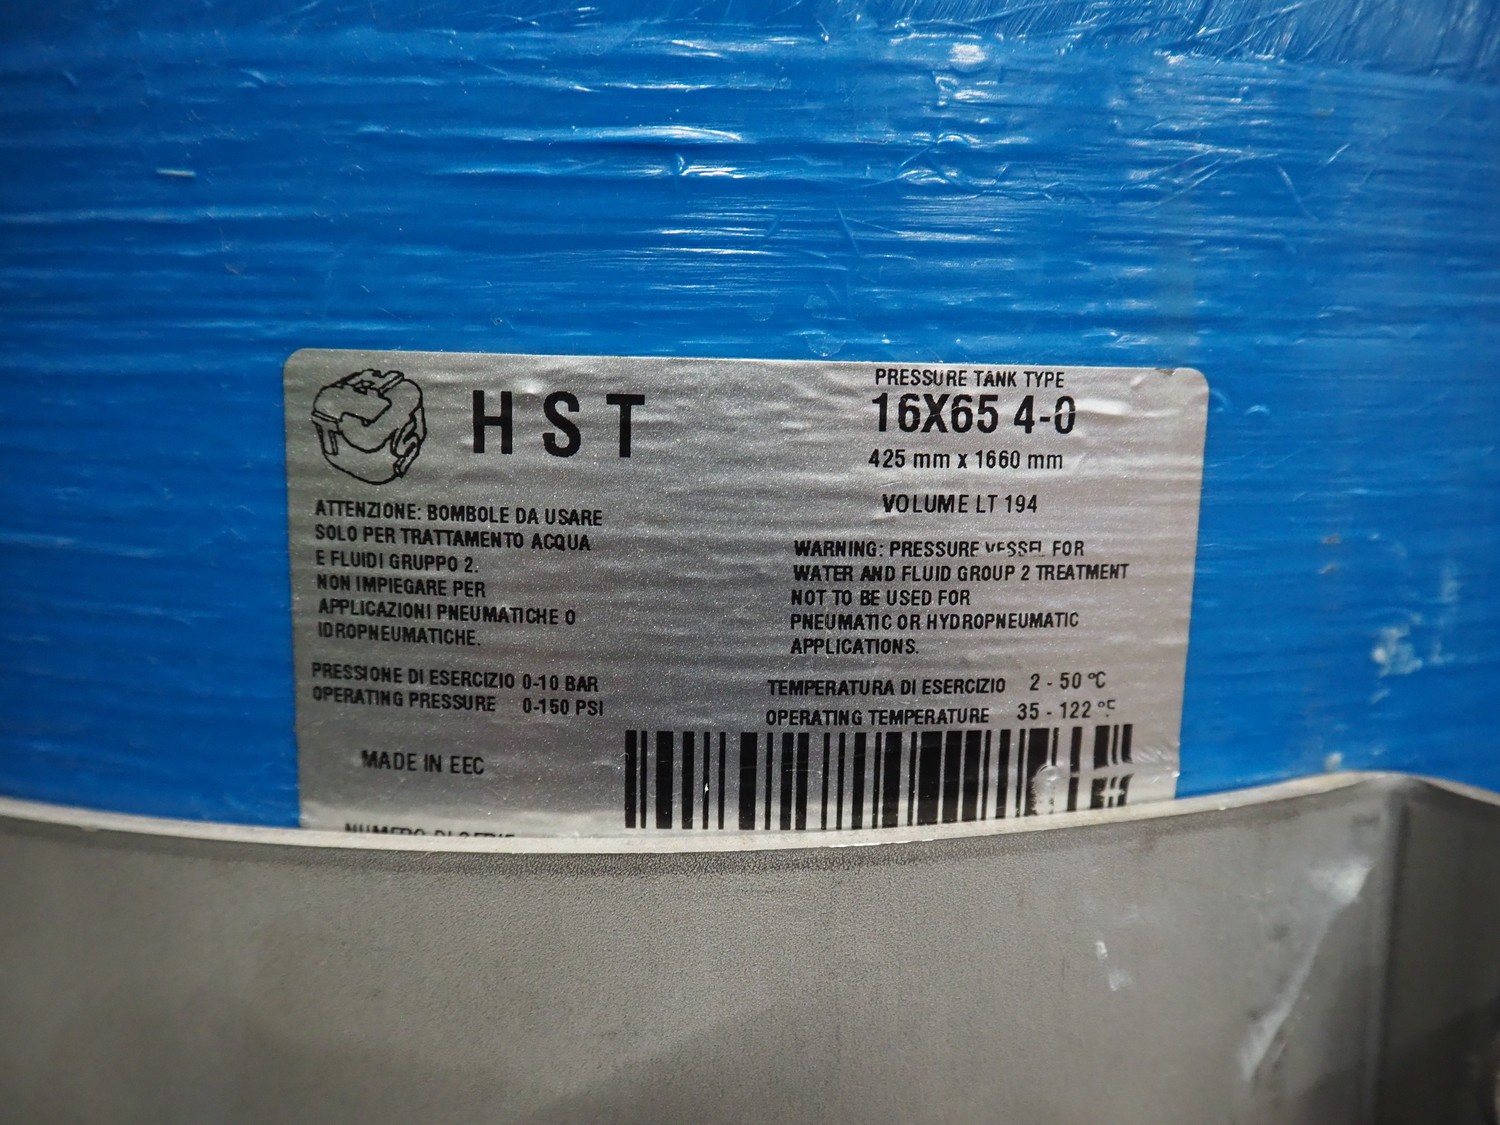 HST
PRESSURE TANK TYPE
16X65 4-0
425 mm x 1660 mm
VOLUME LT 194
ATTENZIONE: BOMBOLE DA USARE
SOLO PER TRATTAMENTO ACQUA
E FLUIDI GRUPPO 2.
NON IMPIEGARE PER
APPLICAZIONI PNEUMATICHE O
IDROPNEUMATICHE.
WARNING: PRESSURE VESSEL FOR
WATER AND FLUID GROUP 2 TREATMENT
NOT TO BE USED FOR
PNEUMATIC OR HYDROPNEUMATIC
APPLICATIONS.
PRESSIONE DI ESERCIZIO 0-10 BAR
OPERATING PRESSURE 0-150 PSI
TEMPERATURA DI ESERCIZIO 2 - 50 °C
OPERATING TEMPERATURE 35 - 122 °F
MADE IN EEC
NUMERO DI SERIE